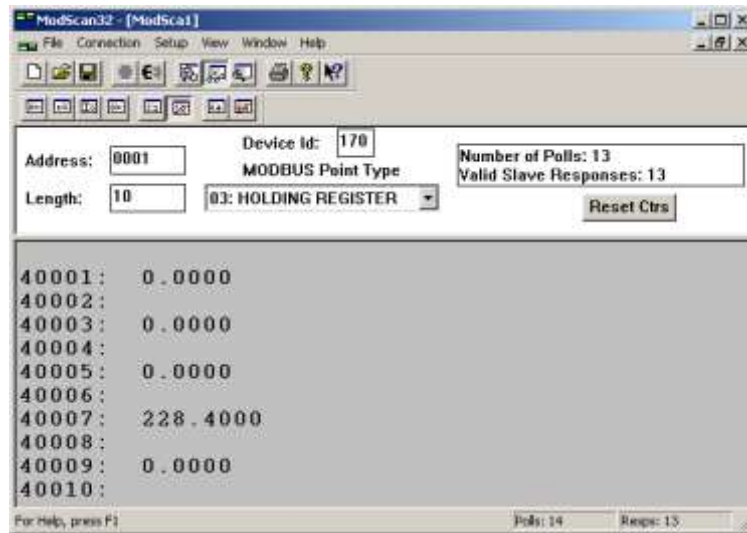 ModScan32 - [ModSca1]
File Connection Setup View Window Help
Device Id: 170
Address: 0001
MODBUS Point Type
Length: 10
03: HOLDING REGISTER
Number of Polls: 13
Valid Slave Responses: 13
Reset Ctrs
40001: 0.0000
40002:
40003: 0.0000
40004:
40005: 0.0000
40006:
40007: 228.4000
40008:
40009: 0.0000
40010:
For Help, press F1
Polls: 14
Resps: 13